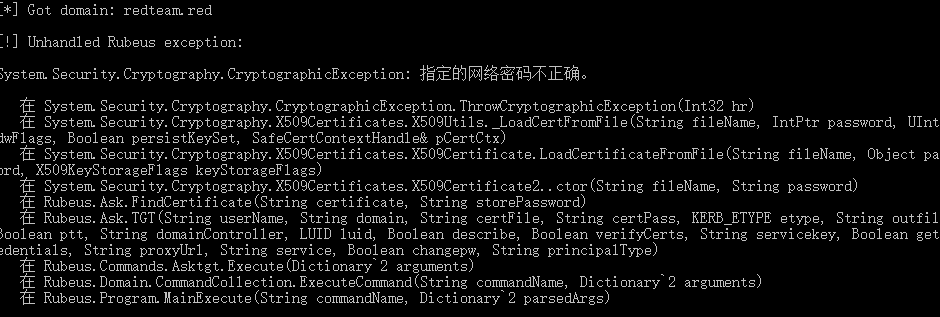 [*] Got domain: redteam.red
[!] Unhandled Rubeus exception:
System.Security.Cryptography.CryptographicException: 指定的网络密码不正确。
在 System.Security.Cryptography.CryptographicException.ThrowCryptographicException(Int32 hr)
在 System.Security.Cryptography.X509Certificates.X509Utils._LoadCertFromFile(String fileName, IntPtr password, UInt
dwFlags, Boolean persistKeySet, SafeCertContextHandle& pCertCtx)
在 System.Security.Cryptography.X509Certificates.X509Certificate.LoadCertificateFromFile(String fileName, Object pa
ord, X509KeyStorageFlags keyStorageFlags)
在 System.Security.Cryptography.X509Certificates.X509Certificate2..ctor(String fileName, String password)
在 Rubeus.Ask.FindCertificate(String certificate, String storePassword)
在 Rubeus.Ask.TGT(String userName, String domain, String certFile, String certPass, KERB_ETYPE etype, String outfil
Boolean ptt, String domainController, LUID luid, Boolean describe, Boolean verifyCerts, String servicekey, Boolean get
edentials, String proxyUrl, String service, Boolean changepw, String principalType)
在 Rubeus.Commands.Asktgt.Execute(Dictionary`2 arguments)
在 Rubeus.Domain.CommandCollection.ExecuteCommand(String commandName, Dictionary`2 arguments)
在 Rubeus.Program.MainExecute(String commandName, Dictionary`2 parsedArgs)